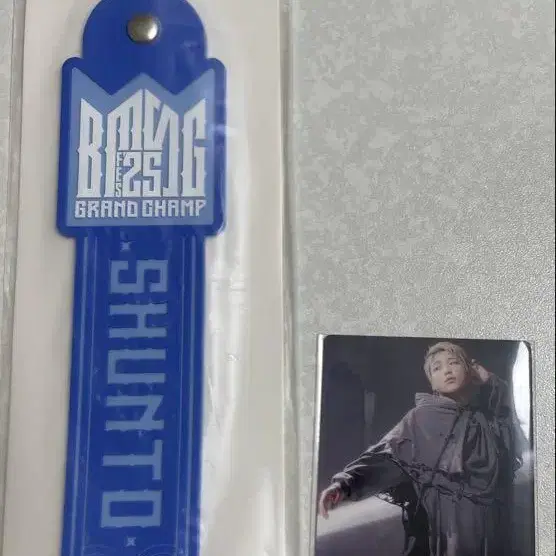 BMSG
FES
25
GRAND CHAMP
SHUNTO